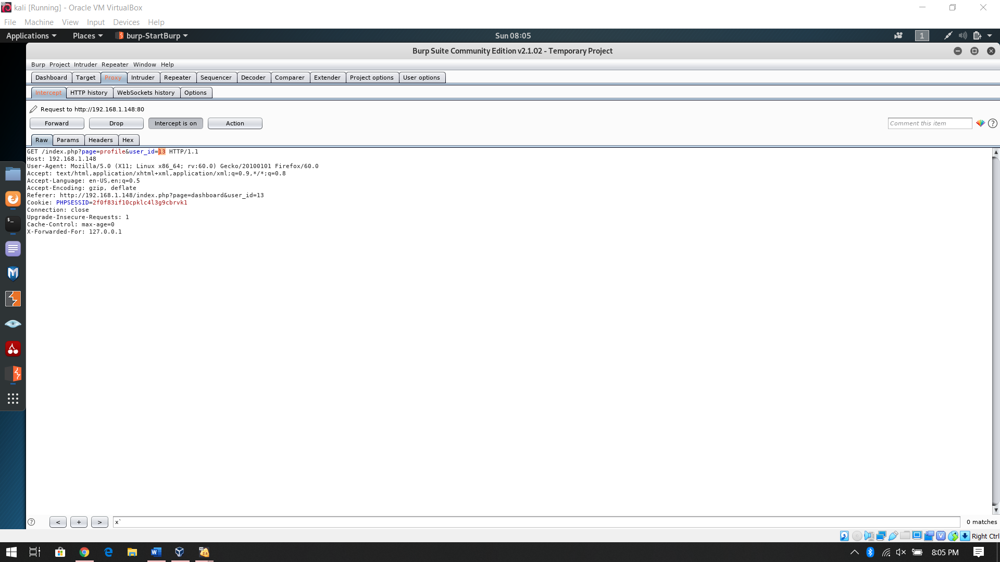 kali [Running] - Oracle VM VirtualBox
File Machine View Input Devices Help
Applications Places burp-StartBurp Sun 08:05 1
Burp Suite Community Edition v2.1.02 - Temporary Project
Burp Project Intruder Repeater Window Help
Dashboard Target Proxy Intruder Repeater Sequencer Decoder Comparer Extender Project options User options
Intercept HTTP history WebSockets history Options
Request to http://192.168.1.148:80
Forward Drop Intercept is on Action Comment this item ?
Raw Params Headers Hex
GET /index.php?page=profile&user_id=13 HTTP/1.1
Host: 192.168.1.148
User-Agent: Mozilla/5.0 (X11; Linux x86_64; rv:60.0) Gecko/20100101 Firefox/60.0
Accept: text/html,application/xhtml+xml,application/xml;q=0.9,*/*;q=0.8
Accept-Language: en-US,en;q=0.5
Accept-Encoding: gzip, deflate
Referer: http://192.168.1.148/index.php?page=dashboard&user_id=13
Cookie: PHPSESSID=2f0f83if10cpklc4l3g9cbrvk1
Connection: close
Upgrade-Insecure-Requests: 1
Cache-Control: max-age=0
X-Forwarded-For: 127.0.0.1
? < + > x` 0 matches
Right Ctrl
8:05 PM